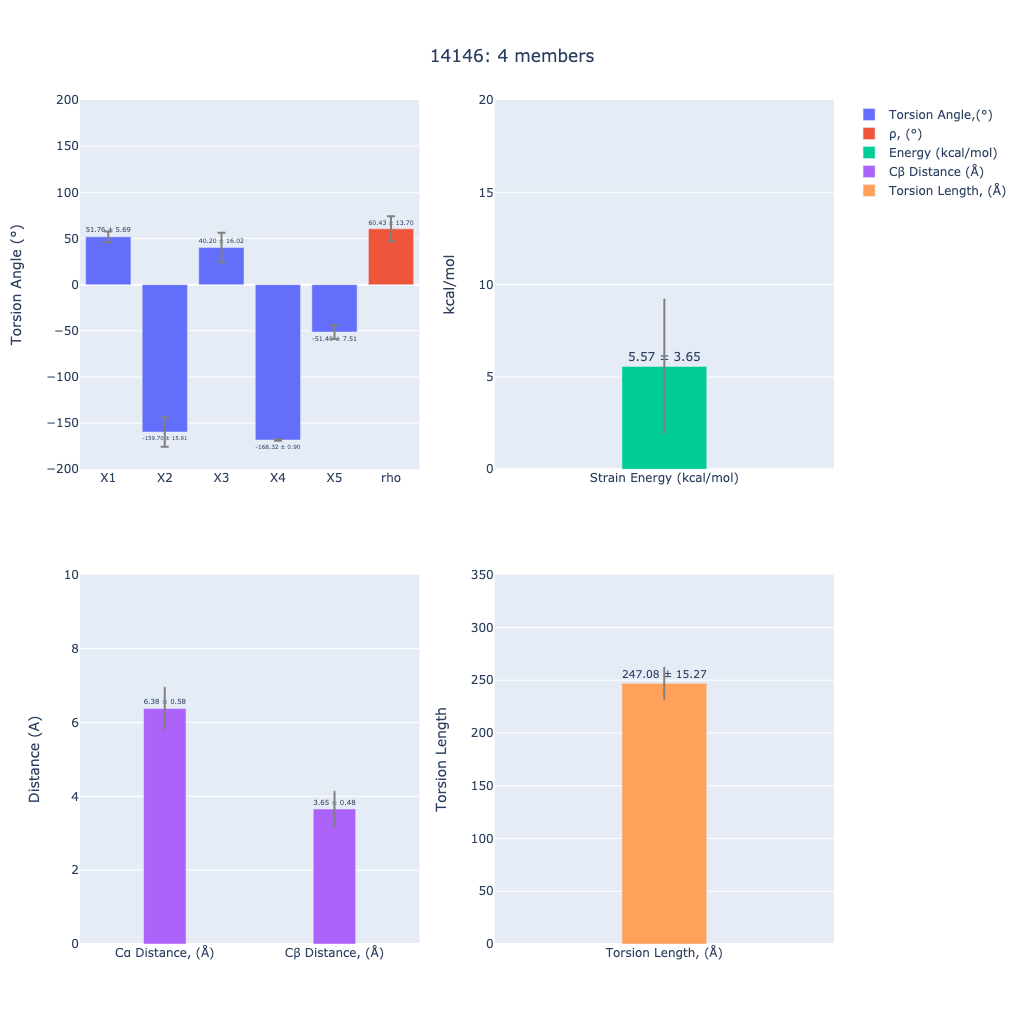 14146: 4 members
Torsion Angle (°)
200
150
100
50
0
−50
−100
−150
−200
51.76 ± 5.69
-159.70 ± 15.91
40.20 ± 16.02
-168.32 ± 0.90
7.51
60.43 ± 13.70
X1 X2 X3 X4 X5 rho
kcal/mol
20
15
10
5
0
5.57 ± 3.65
Strain Energy (kcal/mol)
Torsion Angle,(°)
ρ, (°)
Energy (kcal/mol)
Cβ Distance (Å)
Torsion Length, (Å)
Distance (A)
10
8
6
4
2
0
6.38 ± 0.58
3.65 ± 0.48
Cα Distance, (Å) Cβ Distance, (Å)
Torsion Length
350
300
250
200
150
100
50
0
247.08 ± 15.27
Torsion Length, (Å)